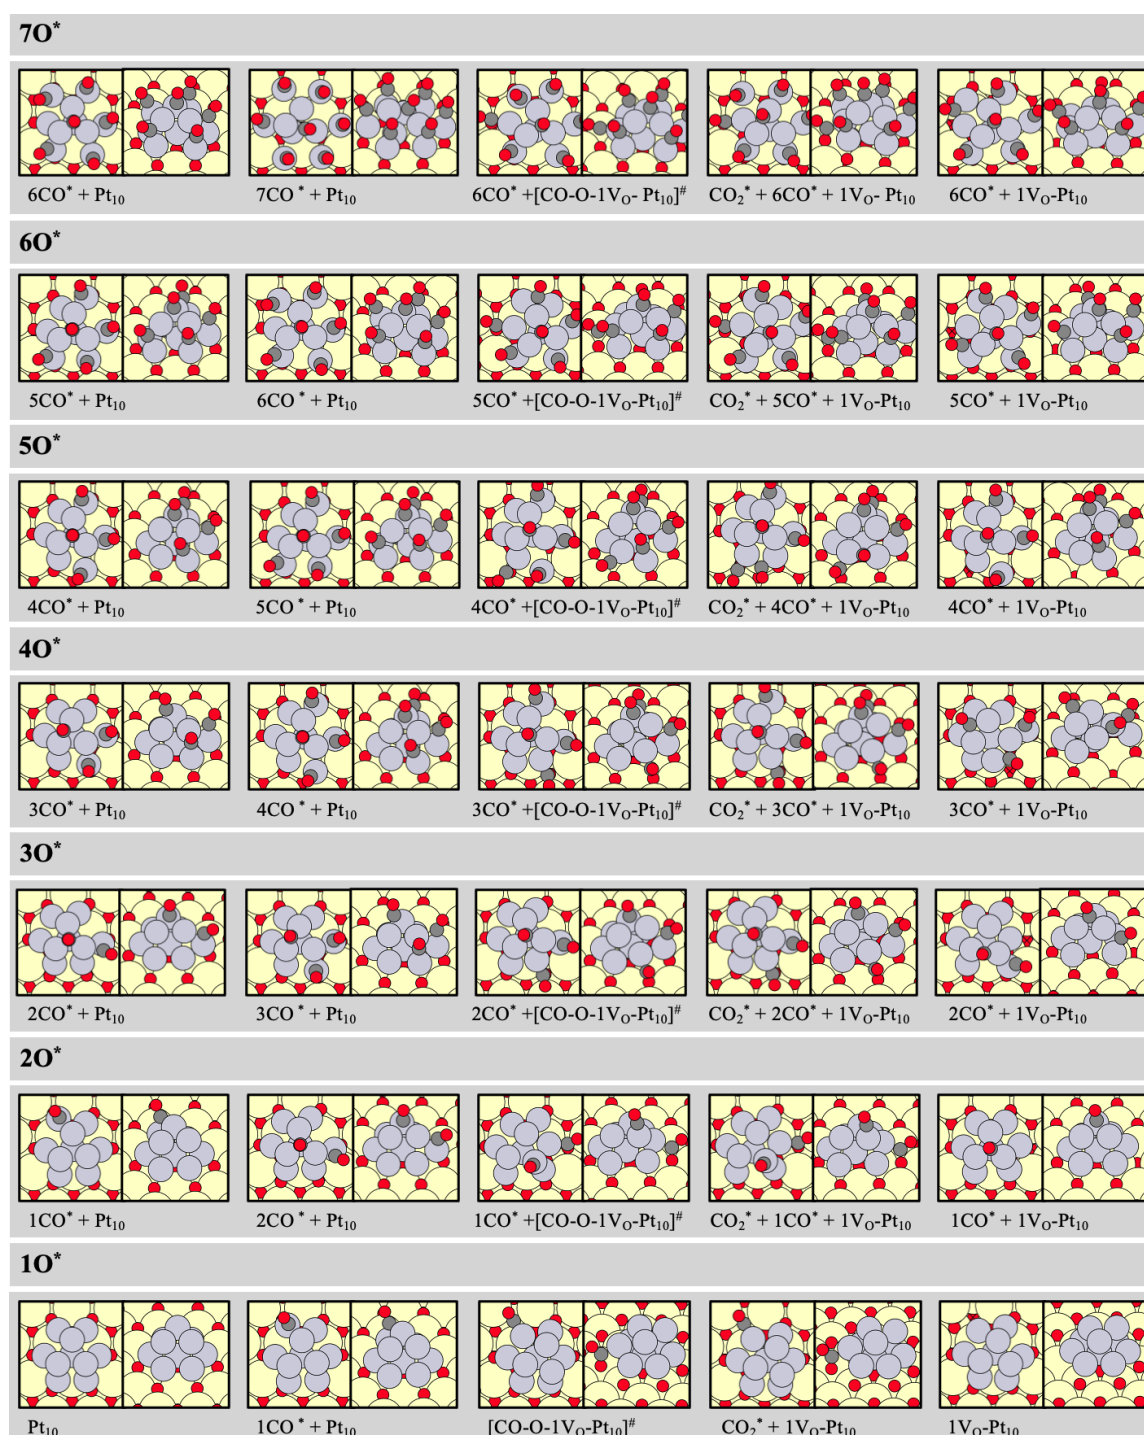 7O*
6CO* + Pt₁₀ 7CO* + Pt₁₀ 6CO* +[CO-O-1Vₒ- Pt₁₀]# CO₂* + 6CO* + 1Vₒ- Pt₁₀ 6CO* + 1Vₒ-Pt₁₀
6O*
5CO* + Pt₁₀ 6CO* + Pt₁₀ 5CO* +[CO-O-1Vₒ-Pt₁₀]# CO₂* + 5CO* + 1Vₒ-Pt₁₀ 5CO* + 1Vₒ-Pt₁₀
5O*
4CO* + Pt₁₀ 5CO* + Pt₁₀ 4CO* +[CO-O-1Vₒ-Pt₁₀]# CO₂* + 4CO* + 1Vₒ-Pt₁₀ 4CO* + 1Vₒ-Pt₁₀
4O*
3CO* + Pt₁₀ 4CO* + Pt₁₀ 3CO* +[CO-O-1Vₒ-Pt₁₀]# CO₂* + 3CO* + 1Vₒ-Pt₁₀ 3CO* + 1Vₒ-Pt₁₀
3O*
2CO* + Pt₁₀ 3CO* + Pt₁₀ 2CO* +[CO-O-1Vₒ-Pt₁₀]# CO₂* + 2CO* + 1Vₒ-Pt₁₀ 2CO* + 1Vₒ-Pt₁₀
2O*
1CO* + Pt₁₀ 2CO* + Pt₁₀ 1CO* +[CO-O-1Vₒ-Pt₁₀]# CO₂* + 1CO* + 1Vₒ-Pt₁₀ 1CO* + 1Vₒ-Pt₁₀
1O*
Pt₁₀ 1CO* + Pt₁₀ [CO-O-1Vₒ-Pt₁₀]# CO₂* + 1Vₒ-Pt₁₀ 1Vₒ-Pt₁₀